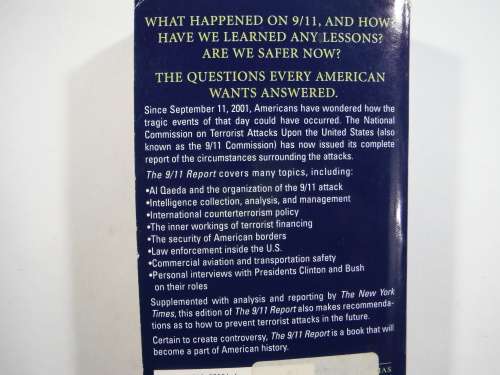 WHAT HAPPENED ON 9/11, AND HOW?
HAVE WE LEARNED ANY LESSONS?
ARE WE SAFER NOW?
THE QUESTIONS EVERY AMERICAN
WANTS ANSWERED.
Since September 11, 2001, Americans have wondered how the
tragic events of that day could have occurred. The National
Commission on Terrorist Attacks Upon the United States (also
known as the 9/11 Commission) has now issued its complete
report of the circumstances surrounding the attacks.
The 9/11 Report covers many topics, including:
•Al Qaeda and the organization of the 9/11 attack
•Intelligence collection, analysis, and management
•International counterterrorism policy
•The inner workings of terrorist financing
•The security of American borders
•Law enforcement inside the U.S.
•Commercial aviation and transportation safety
•Personal interviews with Presidents Clinton and Bush
on their roles
Supplemented with analysis and reporting by The New York
Times, this edition of The 9/11 Report also makes recommenda-
tions as to how to prevent terrorist attacks in the future.
Certain to create controversy, The 9/11 Report is a book that will
become a part of American history.